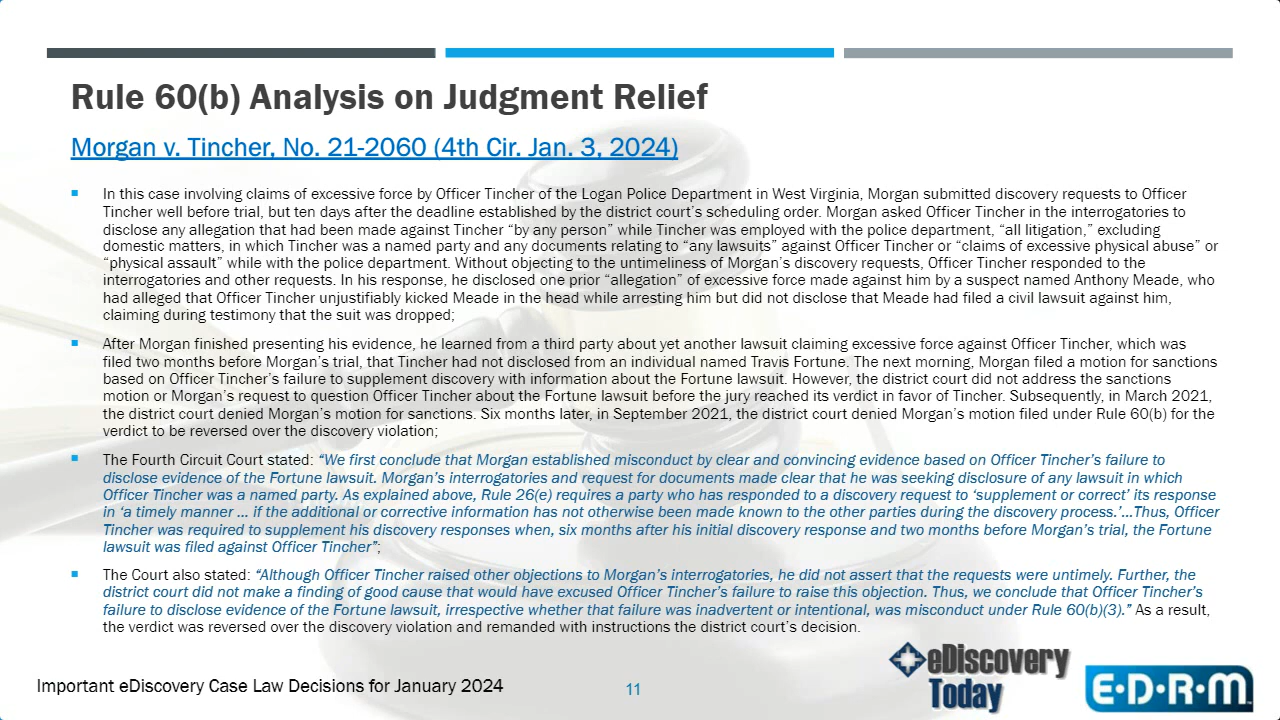 Rule 60(b) Analysis on Judgment Relief
Morgan v. Tincher, No. 21-2060 (4th Cir. Jan. 3, 2024)
In this case involving claims of excessive force by Officer Tincher of the Logan Police Department in West Virginia, Morgan submitted discovery requests to Officer
Tincher well before trial, but ten days after the deadline established by the district court's scheduling order. Morgan asked Officer Tincher in the interrogatories to
disclose any allegation that had been made against Tincher “by any person” while Tincher was employed with the police department, “all litigation,” excluding
domestic matters, in which Tincher was a named party and any documents relating to “any lawsuits” against Officer Tincher or “claims of excessive physical abuse” or
“physical assault” while with the police department. Without objecting to the untimeliness of Morgan's discovery requests, Officer Tincher responded to the
interrogatories and other requests. In his response, he disclosed one prior “allegation” of excessive force made against him by a suspect named Anthony Meade, who
had alleged that Officer Tincher unjustifiably kicked Meade in the head while arresting him but did not disclose that Meade had filed a civil lawsuit against him,
claiming during testimony that the suit was dropped;
After Morgan finished presenting his evidence, he learned from a third party about yet another lawsuit claiming excessive force against Officer Tincher, which was
filed two months before Morgan's trial, that Tincher had not disclosed from an individual named Travis Fortune. The next morning, Morgan filed a motion for sanctions
based on Officer Tincher's failure to supplement discovery with information about the Fortune lawsuit. However, the district court did not address the sanctions
motion or Morgan's request to question Officer Tincher about the Fortune lawsuit before the jury reached its verdict in favor of Tincher. Subsequently, in March 2021,
the district court denied Morgan's motion for sanctions. Six months later, in September 2021, the district court denied Morgan's motion filed under Rule 60(b) for the
verdict to be reversed over the discovery violation;
The Fourth Circuit Court stated: “We first conclude that Morgan established misconduct by clear and convincing evidence based on Officer Tincher's failure to
disclose evidence of the Fortune lawsuit. Morgan's interrogatories and request for documents made clear that he was seeking disclosure of any lawsuit in which
Officer Tincher was a named party. As explained above, Rule 26(e) requires a party who has responded to a discovery request to ‘supplement or correct’ its response
in ‘a timely manner ... if the additional or corrective information has not otherwise been made known to the other parties during the discovery process.’...Thus, Officer
Tincher was required to supplement his discovery responses when, six months after his initial discovery response and two months before Morgan's trial, the Fortune
lawsuit was filed against Officer Tincher”;
The Court also stated: “Although Officer Tincher raised other objections to Morgan's interrogatories, he did not assert that the requests were untimely. Further, the
district court did not make a finding of good cause that would have excused Officer Tincher's failure to raise this objection. Thus, we conclude that Officer Tincher's
failure to disclose evidence of the Fortune lawsuit, irrespective whether that failure was inadvertent or intentional, was misconduct under Rule 60(b)(3).” As a result,
the verdict was reversed over the discovery violation and remanded with instructions the district court's decision.
Important eDiscovery Case Law Decisions for January 2024
11
eDiscovery
Today
E·D·R·M